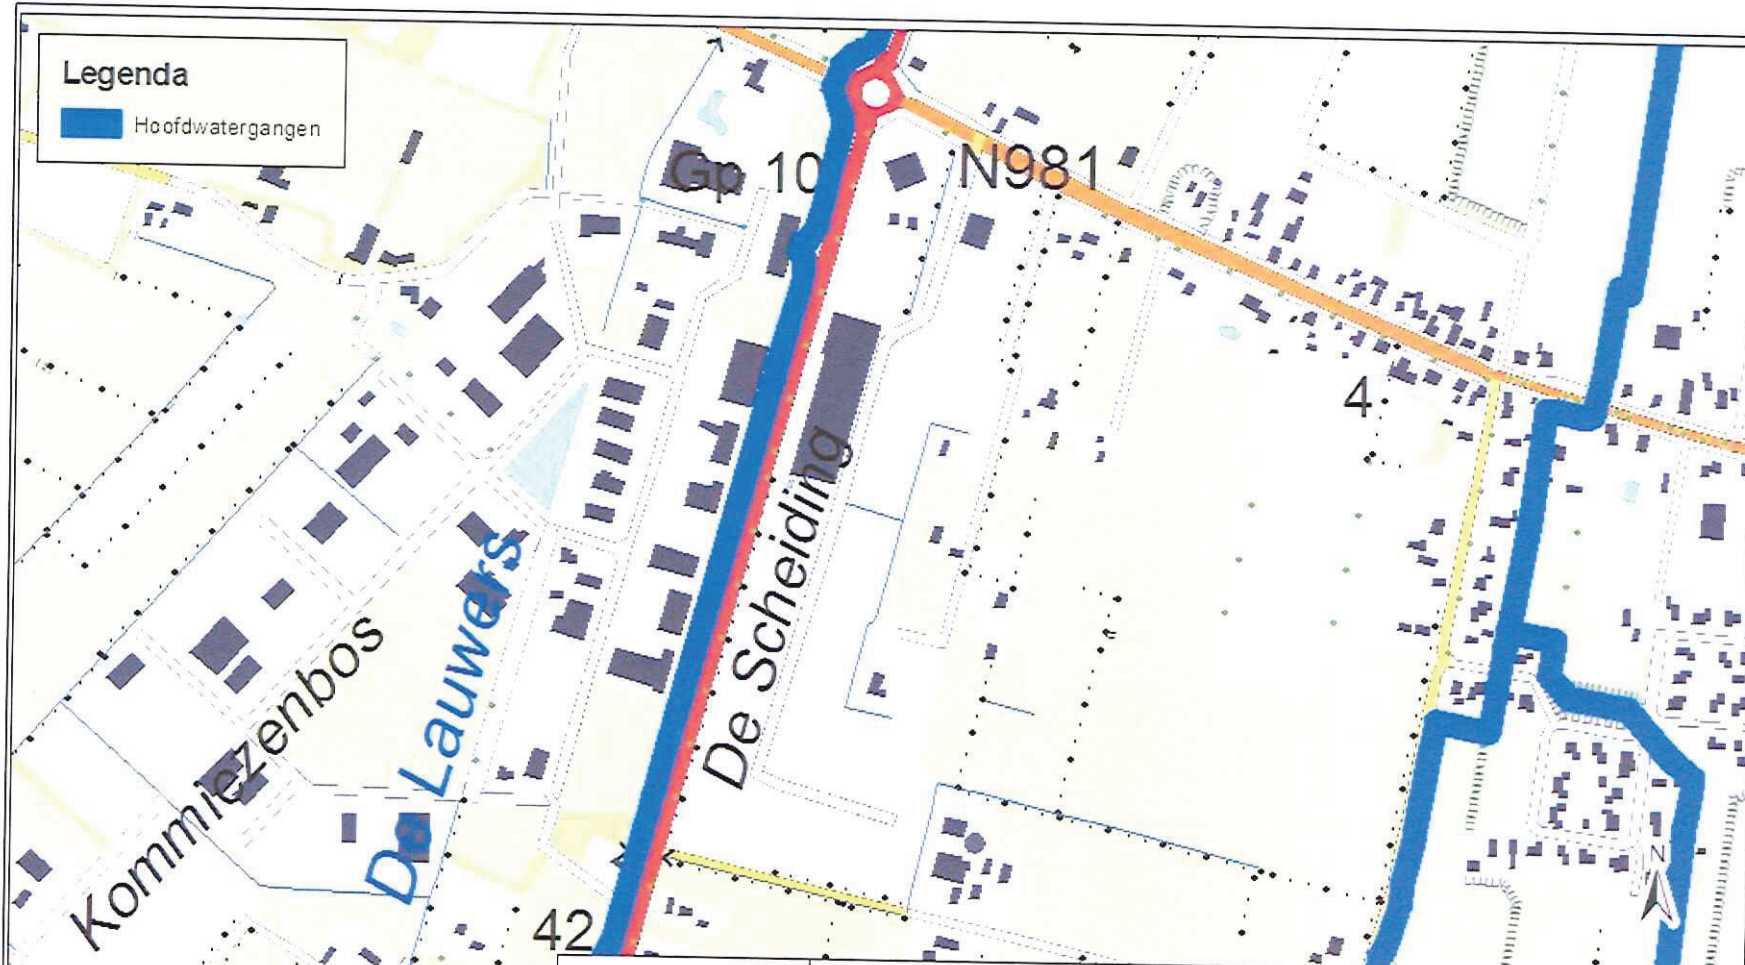 Legenda
Hoofdwatergangen
Gp 10
N981
4
De Scheiding
De Lauwers
Kommiezenbos
42
N